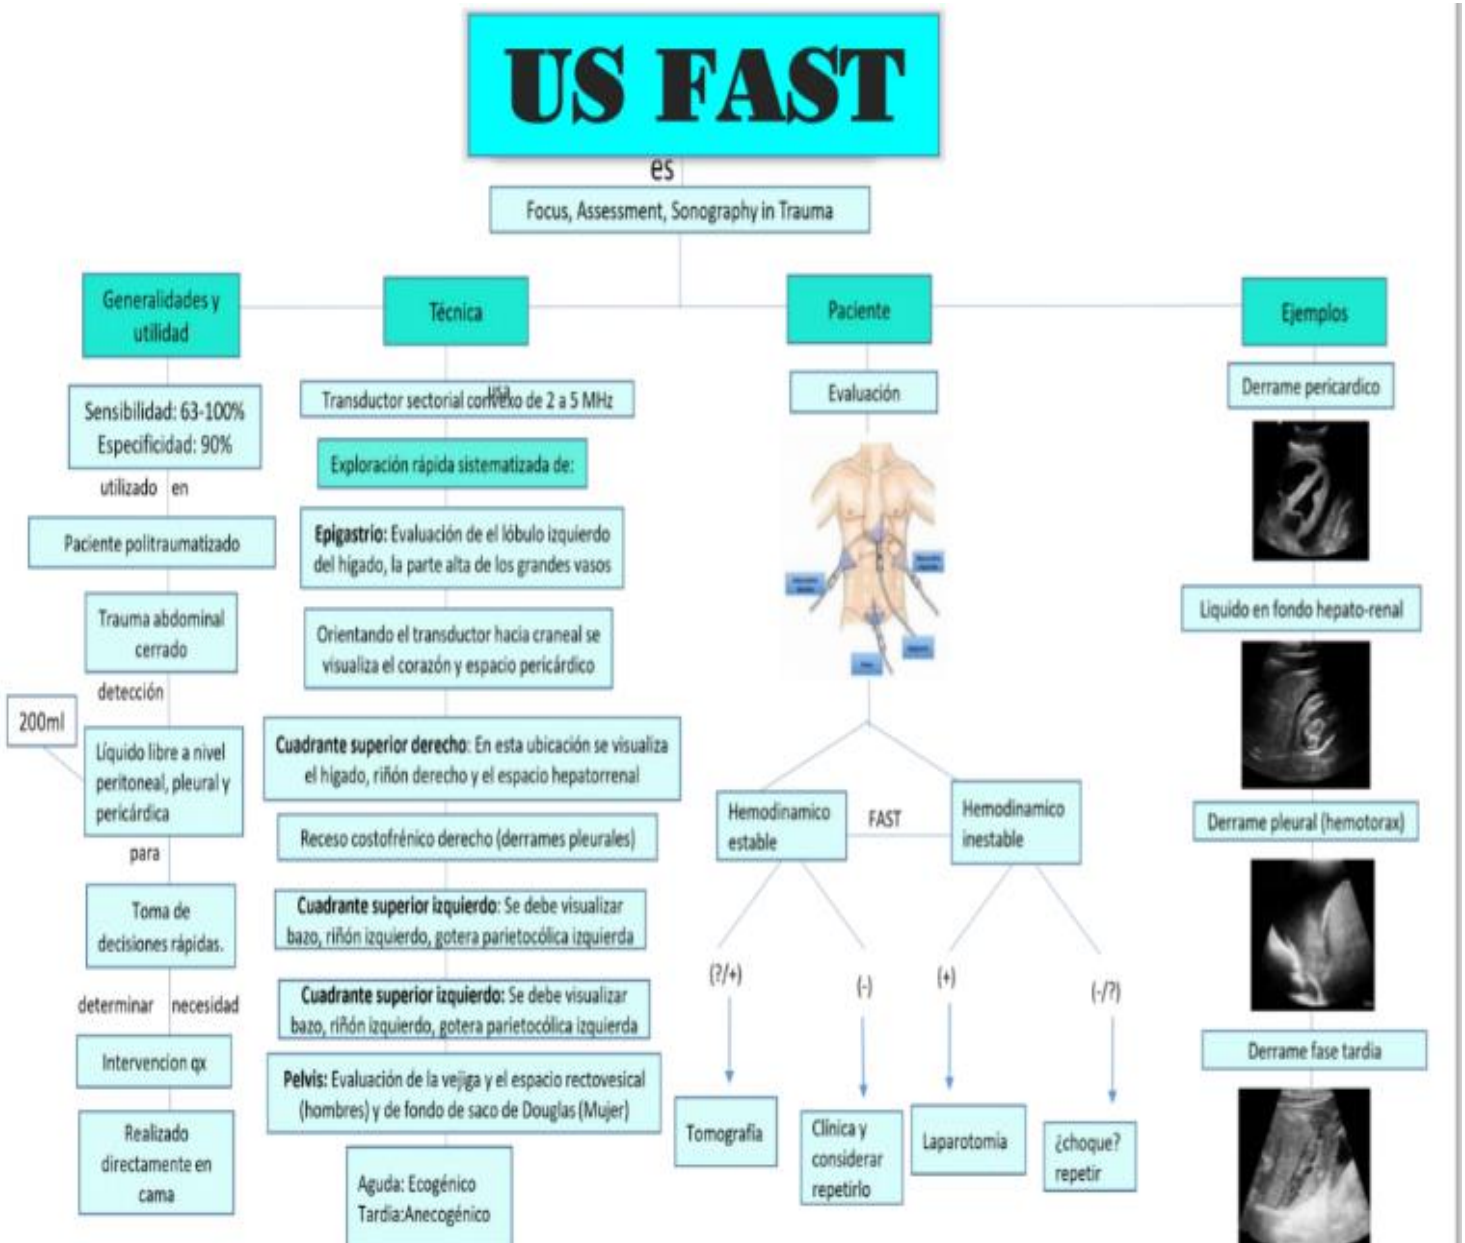 US FAST
es
Focus, Assessment, Sonography in Trauma
Generalidades y
utilidad
Sensibilidad: 63-100%
Especificidad: 90%
utilizado en
Paciente politraumatizado
Trauma abdominal
cerrado
detección
200ml
Líquido libre a nivel
peritoneal, pleural y
pericárdica
para
Toma de
decisiones rápidas.
determinar necesidad
Intervencion qx
Realizado
directamente en
cama
Técnica
usa
Transductor sectorial convexo de 2 a 5 MHz
Exploración rápida sistematizada de:
Epigastrio: Evaluación de el lóbulo izquierdo
del hígado, la parte alta de los grandes vasos
Orientando el transductor hacia craneal se
visualiza el corazón y espacio pericárdico
Cuadrante superior derecho: En esta ubicación se visualiza
el hígado, riñón derecho y el espacio hepatorrenal
Receso costofrénico derecho (derrames pleurales)
Cuadrante superior izquierdo: Se debe visualizar
bazo, riñón izquierdo, gotera parietocólica izquierda
Cuadrante superior izquierdo: Se debe visualizar
bazo, riñón izquierdo, gotera parietocólica izquierda
Pelvis: Evaluación de la vejiga y el espacio rectovesical
(hombres) y de fondo de saco de Douglas (Mujer)
Aguda: Ecogénico
Tardia:Anecogénico
Paciente
Evaluación
Hemodinamico
estable
FAST
Hemodinamico
inestable
(?/+)
(-)
(+)
(-/?)
Tomografía
Clínica y
considerar
repetirlo
Laparotomia
¿choque?
repetir
Ejemplos
Derrame pericardico
Liquido en fondo hepato-renal
Derrame pleural (hemotorax)
Derrame fase tardia